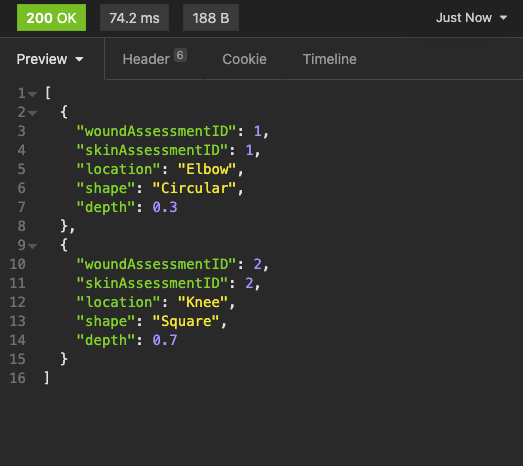 200 OK 74.2 ms 188 B Just Now
Preview Header 6 Cookie Timeline
1 [
2 {
3 "woundAssessmentID": 1,
4 "skinAssessmentID": 1,
5 "location": "Elbow",
6 "shape": "Circular",
7 "depth": 0.3
8 },
9 {
10 "woundAssessmentID": 2,
11 "skinAssessmentID": 2,
12 "location": "Knee",
13 "shape": "Square",
14 "depth": 0.7
15 }
16 ]